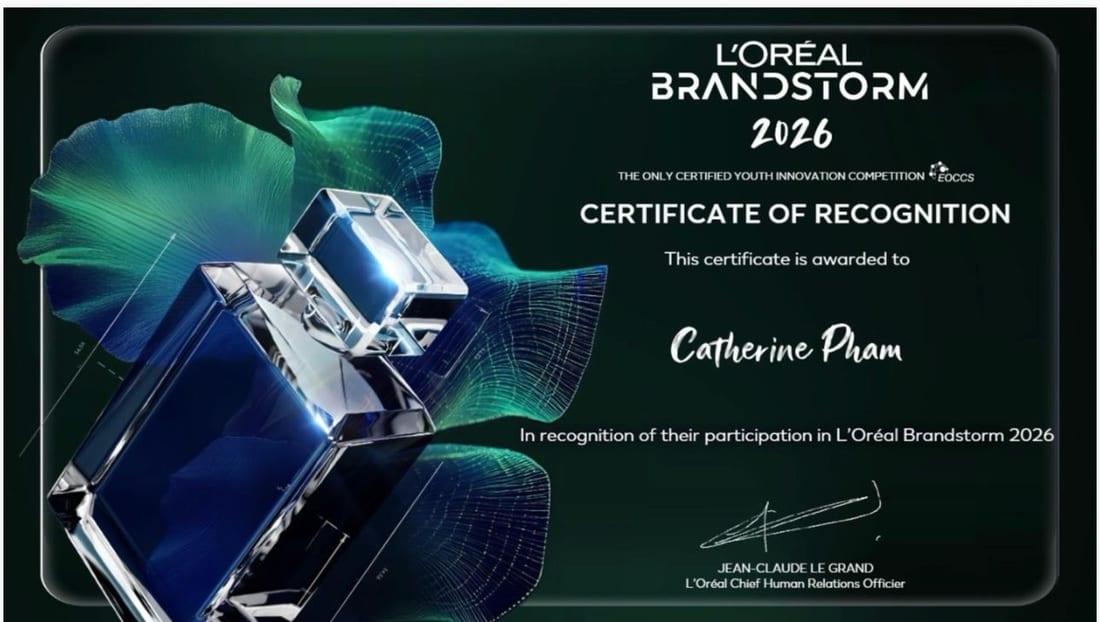 L'ORÉAL
BRANDSTORM
2026
THE ONLY CERTIFIED YOUTH INNOVATION COMPETITION EOCCS
CERTIFICATE OF RECOGNITION
This certificate is awarded to
Catherine Pham
In recognition of their participation in L'Oréal Brandstorm 2026
JEAN-CLAUDE LE GRAND
L'Oréal Chief Human Relations Officier